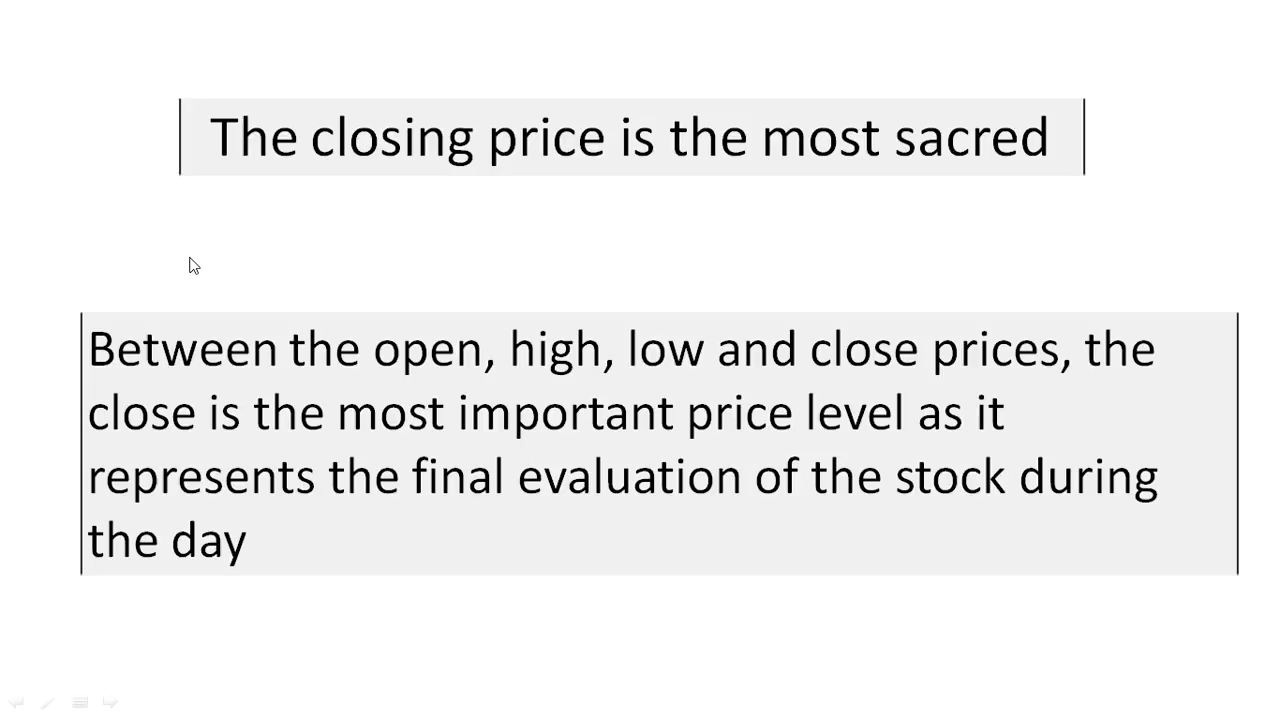 The closing price is the most sacred
Between the open, high, low and close prices, the
close is the most important price level as it
represents the final evaluation of the stock during
the day